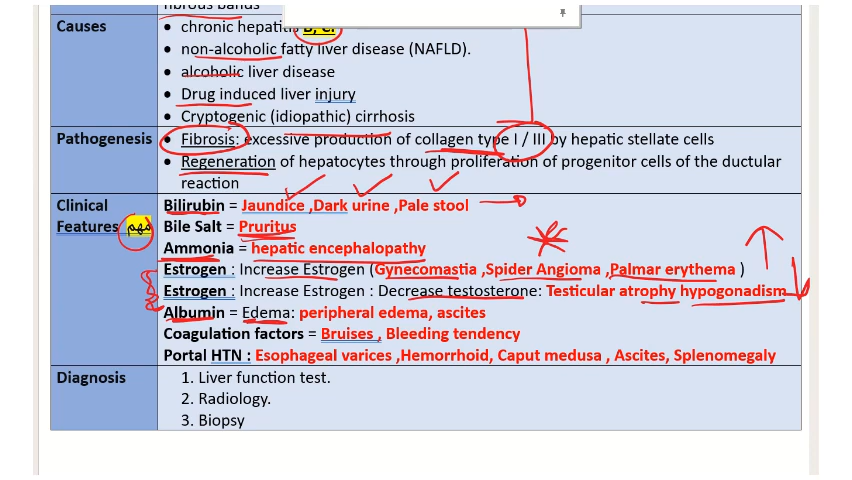 fibrous bands
Causes
• chronic hepatitis B, C.
• non-alcoholic fatty liver disease (NAFLD).
• alcoholic liver disease
• Drug induced liver injury
• Cryptogenic (idiopathic) cirrhosis
Pathogenesis
• Fibrosis: excessive production of collagen type I / III by hepatic stellate cells
• Regeneration of hepatocytes through proliferation of progenitor cells of the ductular
reaction
Clinical
Features مهم
Bilirubin = Jaundice ,Dark urine ,Pale stool
Bile Salt = Pruritus
Ammonia = hepatic encephalopathy
Estrogen : Increase Estrogen (Gynecomastia ,Spider Angioma ,Palmar erythema )
Estrogen : Increase Estrogen : Decrease testosterone: Testicular atrophy hypogonadism
Albumin = Edema: peripheral edema, ascites
Coagulation factors = Bruises , Bleeding tendency
Portal HTN : Esophageal varices ,Hemorrhoid, Caput medusa , Ascites, Splenomegaly
Diagnosis
1. Liver function test.
2. Radiology.
3. Biopsy